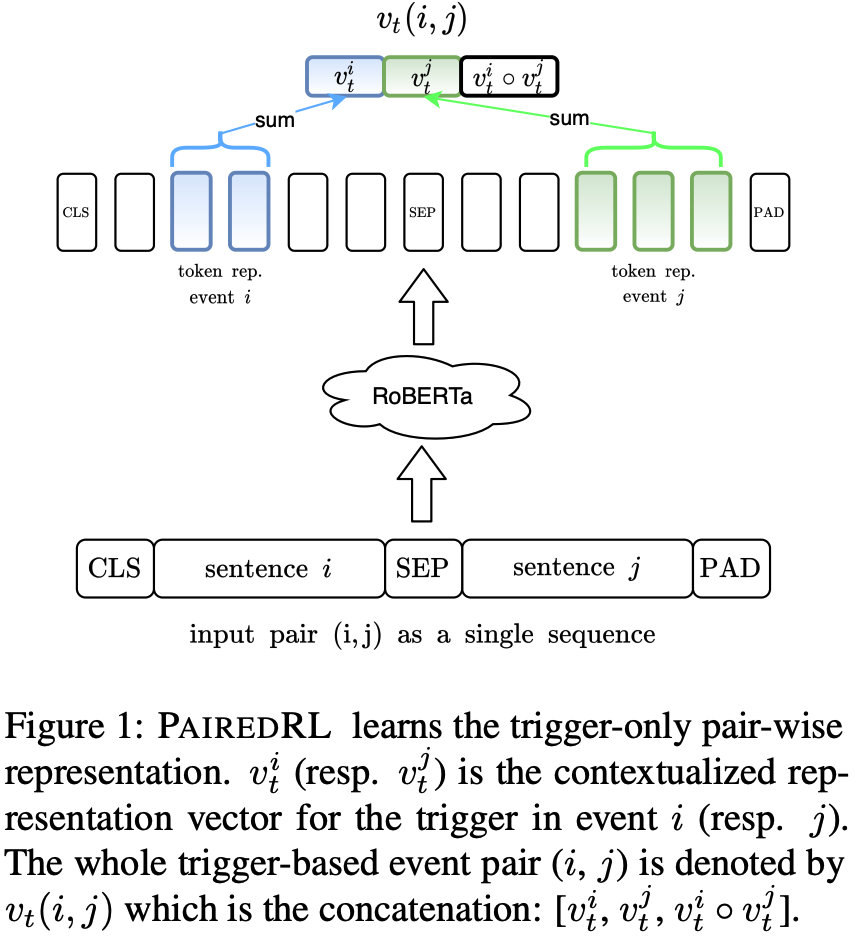 v_t(i, j)
v_t^i v_t^j v_t^i ∘ v_t^j
sum sum
CLS SEP PAD
token rep. token rep.
event i event j
RoBERTa
CLS sentence i SEP sentence j PAD
input pair (i,j) as a single sequence
Figure 1: PAIREDRL learns the trigger-only pair-wise
representation. v_t^i (resp. v_t^j) is the contextualized rep-
resentation vector for the trigger in event i (resp. j).
The whole trigger-based event pair (i, j) is denoted by
v_t(i, j) which is the concatenation: [v_t^i, v_t^j, v_t^i ∘ v_t^j].